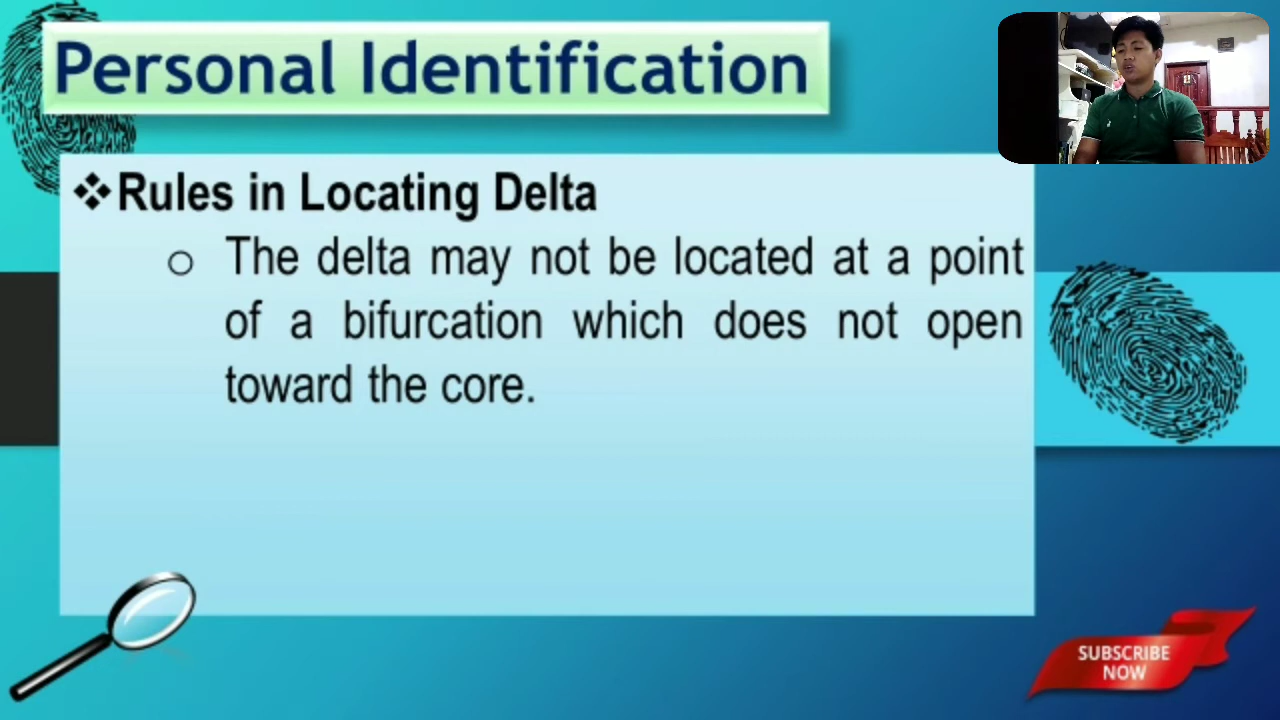 Personal Identification
❖Rules in Locating Delta
o The delta may not be located at a point
of a bifurcation which does not open
toward the core.
SUBSCRIBE
NOW